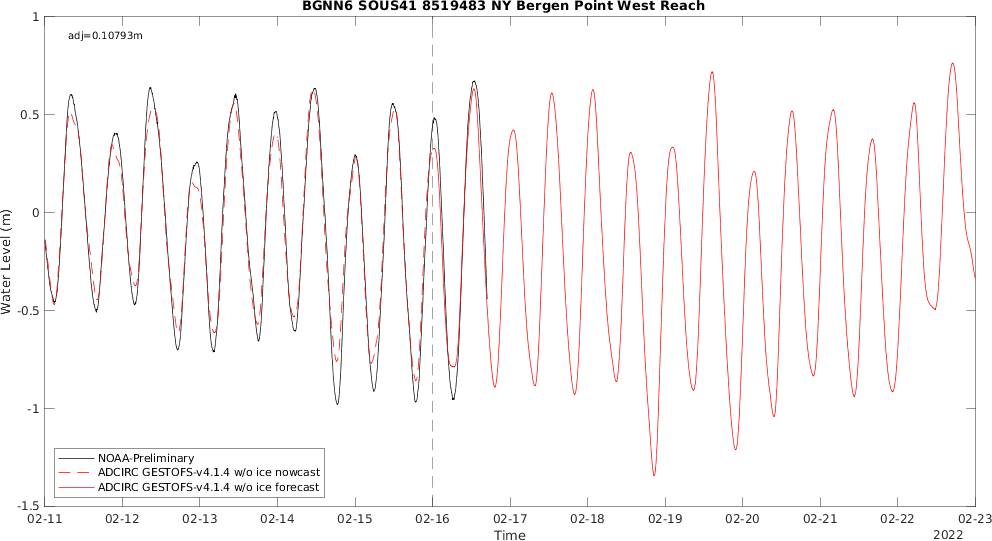 BGNN6 SOUS41 8519483 NY Bergen Point West Reach
adj=0.10793m
1
0.5
0
-0.5
-1
-1.5
Water Level (m)
NOAA-Preliminary
ADCIRC GESTOFS-v4.1.4 w/o ice nowcast
ADCIRC GESTOFS-v4.1.4 w/o ice forecast
02-11 02-12 02-13 02-14 02-15 02-16 02-17 02-18 02-19 02-20 02-21 02-22 02-23
Time
2022